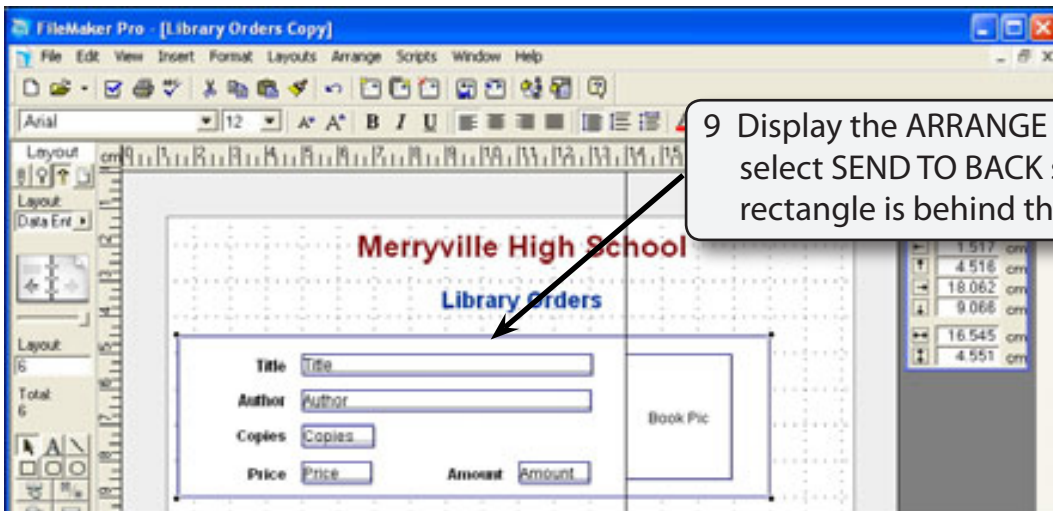 FileMaker Pro - [Library Orders Copy]
File Edit View Insert Format Layouts Arrange Scripts Window Help
Arial 12 B I U
9 Display the ARRANGE
select SEND TO BACK
rectangle is behind th
Layout
Layout:
Data Ent
Merryville High School
Library Orders
1.517 cm
4.516 cm
18.062 cm
9.066 cm
16.545 cm
4.551 cm
Layout:
6
Total:
6
Title Title
Author Author
Book Pic
Copies Copies
Price Price Amount Amount